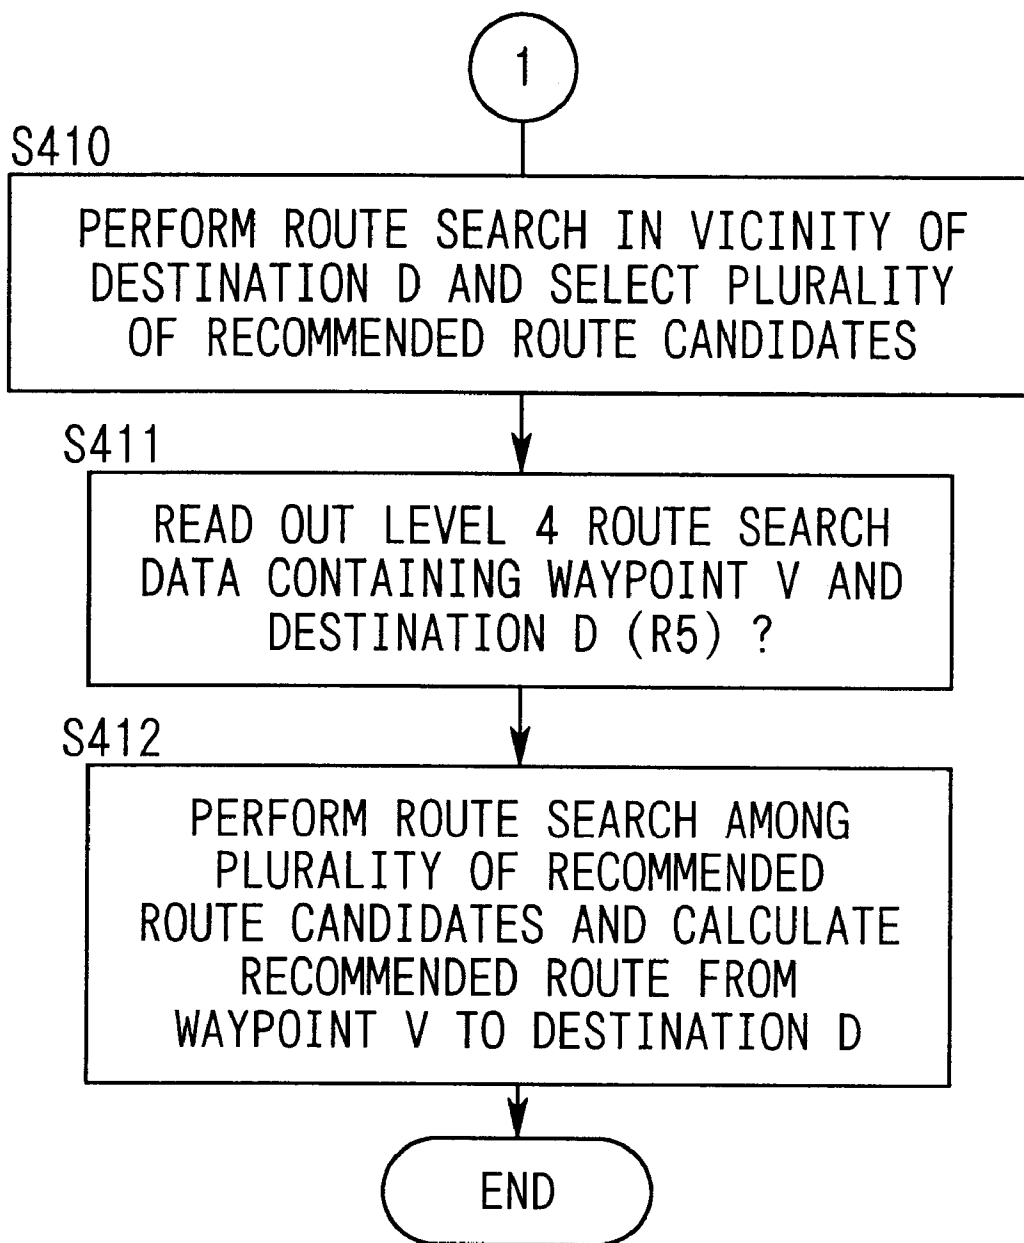 1
S410
PERFORM ROUTE SEARCH IN VICINITY OF
DESTINATION D AND SELECT PLURALITY
OF RECOMMENDED ROUTE CANDIDATES
S411
READ OUT LEVEL 4 ROUTE SEARCH
DATA CONTAINING WAYPOINT V AND
DESTINATION D (R5) ?
S412
PERFORM ROUTE SEARCH AMONG
PLURALITY OF RECOMMENDED
ROUTE CANDIDATES AND CALCULATE
RECOMMENDED ROUTE FROM
WAYPOINT V TO DESTINATION D
END